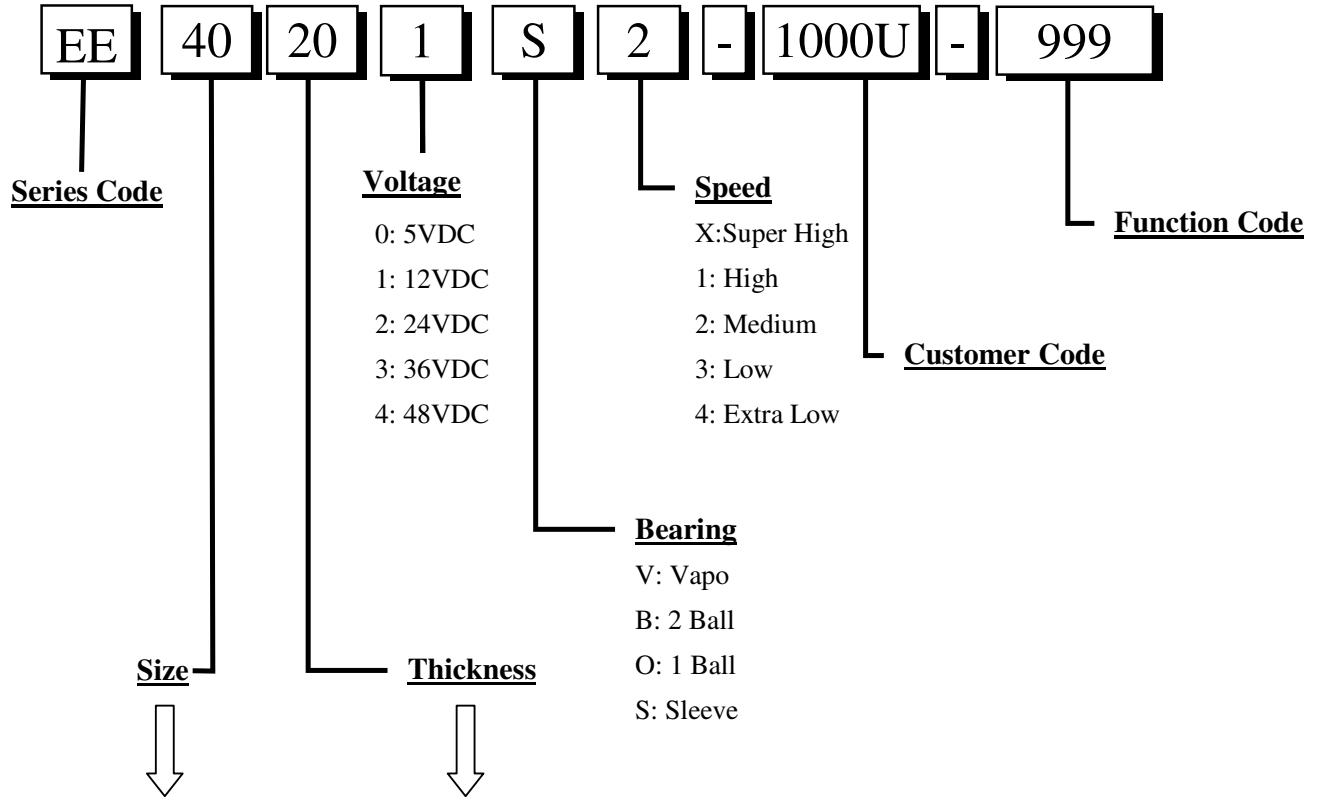 EE 40 20 1 S 2 - 1000U - 999
Series Code
Voltage
0: 5VDC
1: 12VDC
2: 24VDC
3: 36VDC
4: 48VDC
Speed
X:Super High
1: High
2: Medium
3: Low
4: Extra Low
Function Code
Customer Code
Bearing
V: Vapo
B: 2 Ball
O: 1 Ball
S: Sleeve
Size
Thickness